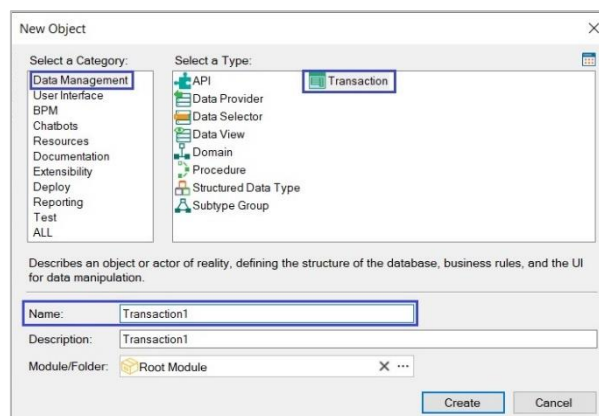 New Object
Select a Category:
Data Management
User Interface
BPM
Chatbots
Resources
Documentation
Extensibility
Deploy
Reporting
Test
ALL
Select a Type:
API
Data Provider
Data Selector
Data View
Domain
Procedure
Structured Data Type
Subtype Group
Transaction
Describes an object or actor of reality, defining the structure of the database, business rules, and the UI
for data manipulation.
Name: Transaction1
Description: Transaction1
Module/Folder: Root Module
Create Cancel